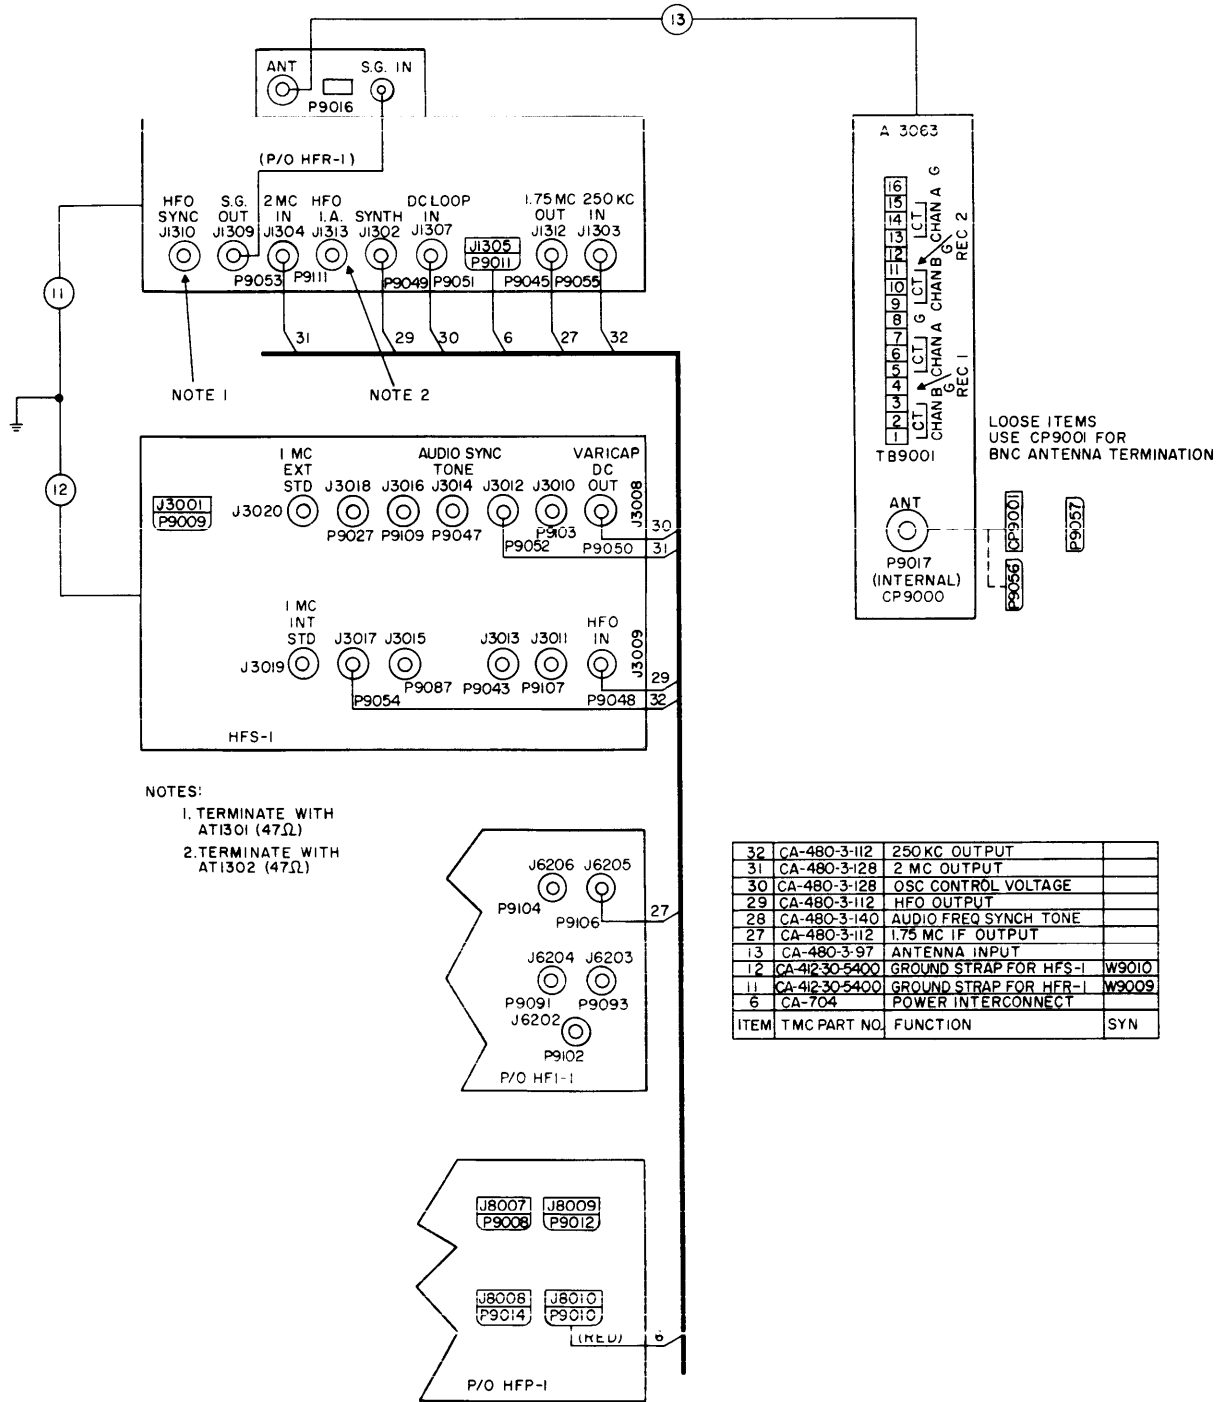 13
ANT
S.G. IN
P9016
(P/O HFR-1)
HFO
SYNC
J1310
S.G.
OUT
J1309
2 MC
IN
J1304
HFO
I.A.
J1313
SYNTH
J1302
DC LOOP
IN
J1307
J1305
P9011
1.75 MC
OUT
J1312
250 KC
IN
J1303
P9053
P9111
P9049
P9051
P9045
P9055
31
29
30
6
27
32
11
NOTE 1
NOTE 2
12
A 3063
16
15
14
13
12
11
10
9
8
7
6
5
4
3
2
1
G
CHAN A
LCT
G
CHAN B
LCT
REC 2
G
CHAN A
LCT
G
CHAN B
LCT
REC 1
TB9001
ANT
P9017
(INTERNAL)
CP9000
LOOSE ITEMS
USE CP9001 FOR
BNC ANTENNA TERMINATION
CP9001
P9057
P9056
J3001
P9009
1 MC
EXT
STD
J3020
J3018
AUDIO SYNC
TONE
J3016
J3014
J3012
J3010
VARICAP
DC
OUT
J3008
P9027
P9109
P9047
P9052
P9103
P9050
30
31
1 MC
INT
STD
J3019
J3017
J3015
J3013
J3011
HFO
IN
J3009
P9054
P9087
P9043
P9107
P9048
29
32
HFS-1
NOTES:
1. TERMINATE WITH
AT1301 (47Ω)
2. TERMINATE WITH
AT1302 (47Ω)
J6206
J6205
P9104
P9106
27
J6204
J6203
P9091
P9093
J6202
P9102
P/O HFI-1
32 CA-480-3-112 250 KC OUTPUT
31 CA-480-3-128 2 MC OUTPUT
30 CA-480-3-128 OSC CONTROL VOLTAGE
29 CA-480-3-112 HFO OUTPUT
28 CA-480-3-140 AUDIO FREQ SYNCH TONE
27 CA-480-3-112 1.75 MC IF OUTPUT
13 CA-480-3-97 ANTENNA INPUT
12 CA-412-30-5400 GROUND STRAP FOR HFS-1 W9010
11 CA-412-30-5400 GROUND STRAP FOR HFR-1 W9009
6 CA-704 POWER INTERCONNECT
ITEM TMC PART NO. FUNCTION SYN
J8007
P9008
J8009
P9012
J8008
P9014
J8010
P9010
(RED)
6
P/O HFP-1